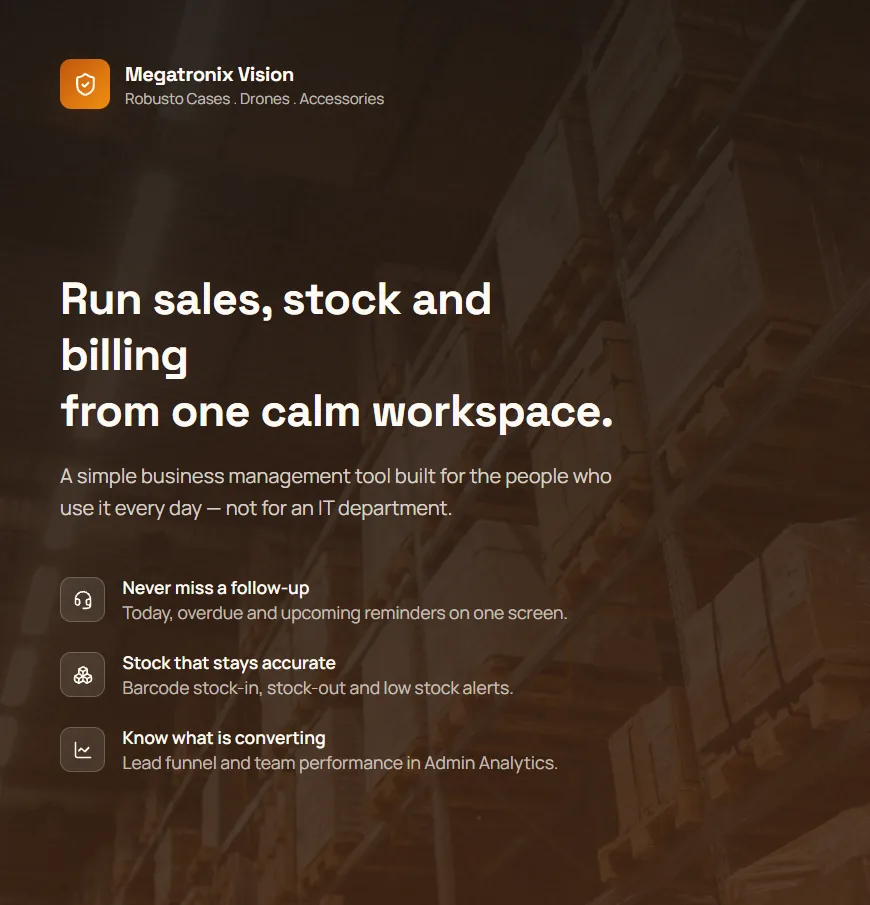 Megatronix Vision
Robusto Cases . Drones . Accessories
Run sales, stock and
billing
from one calm workspace.
A simple business management tool built for the people who
use it every day — not for an IT department.
Never miss a follow-up
Today, overdue and upcoming reminders on one screen.
Stock that stays accurate
Barcode stock-in, stock-out and low stock alerts.
Know what is converting
Lead funnel and team performance in Admin Analytics.